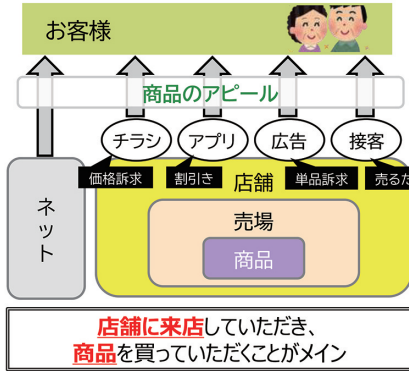 お客様
商品のアピール
チラシ
アプリ
広告
接客
価格訴求
割引き
店舗
単品訴求
売るた
ネット
売場
商品
店舗に来店していただき、
商品を買っていただくことがメイン